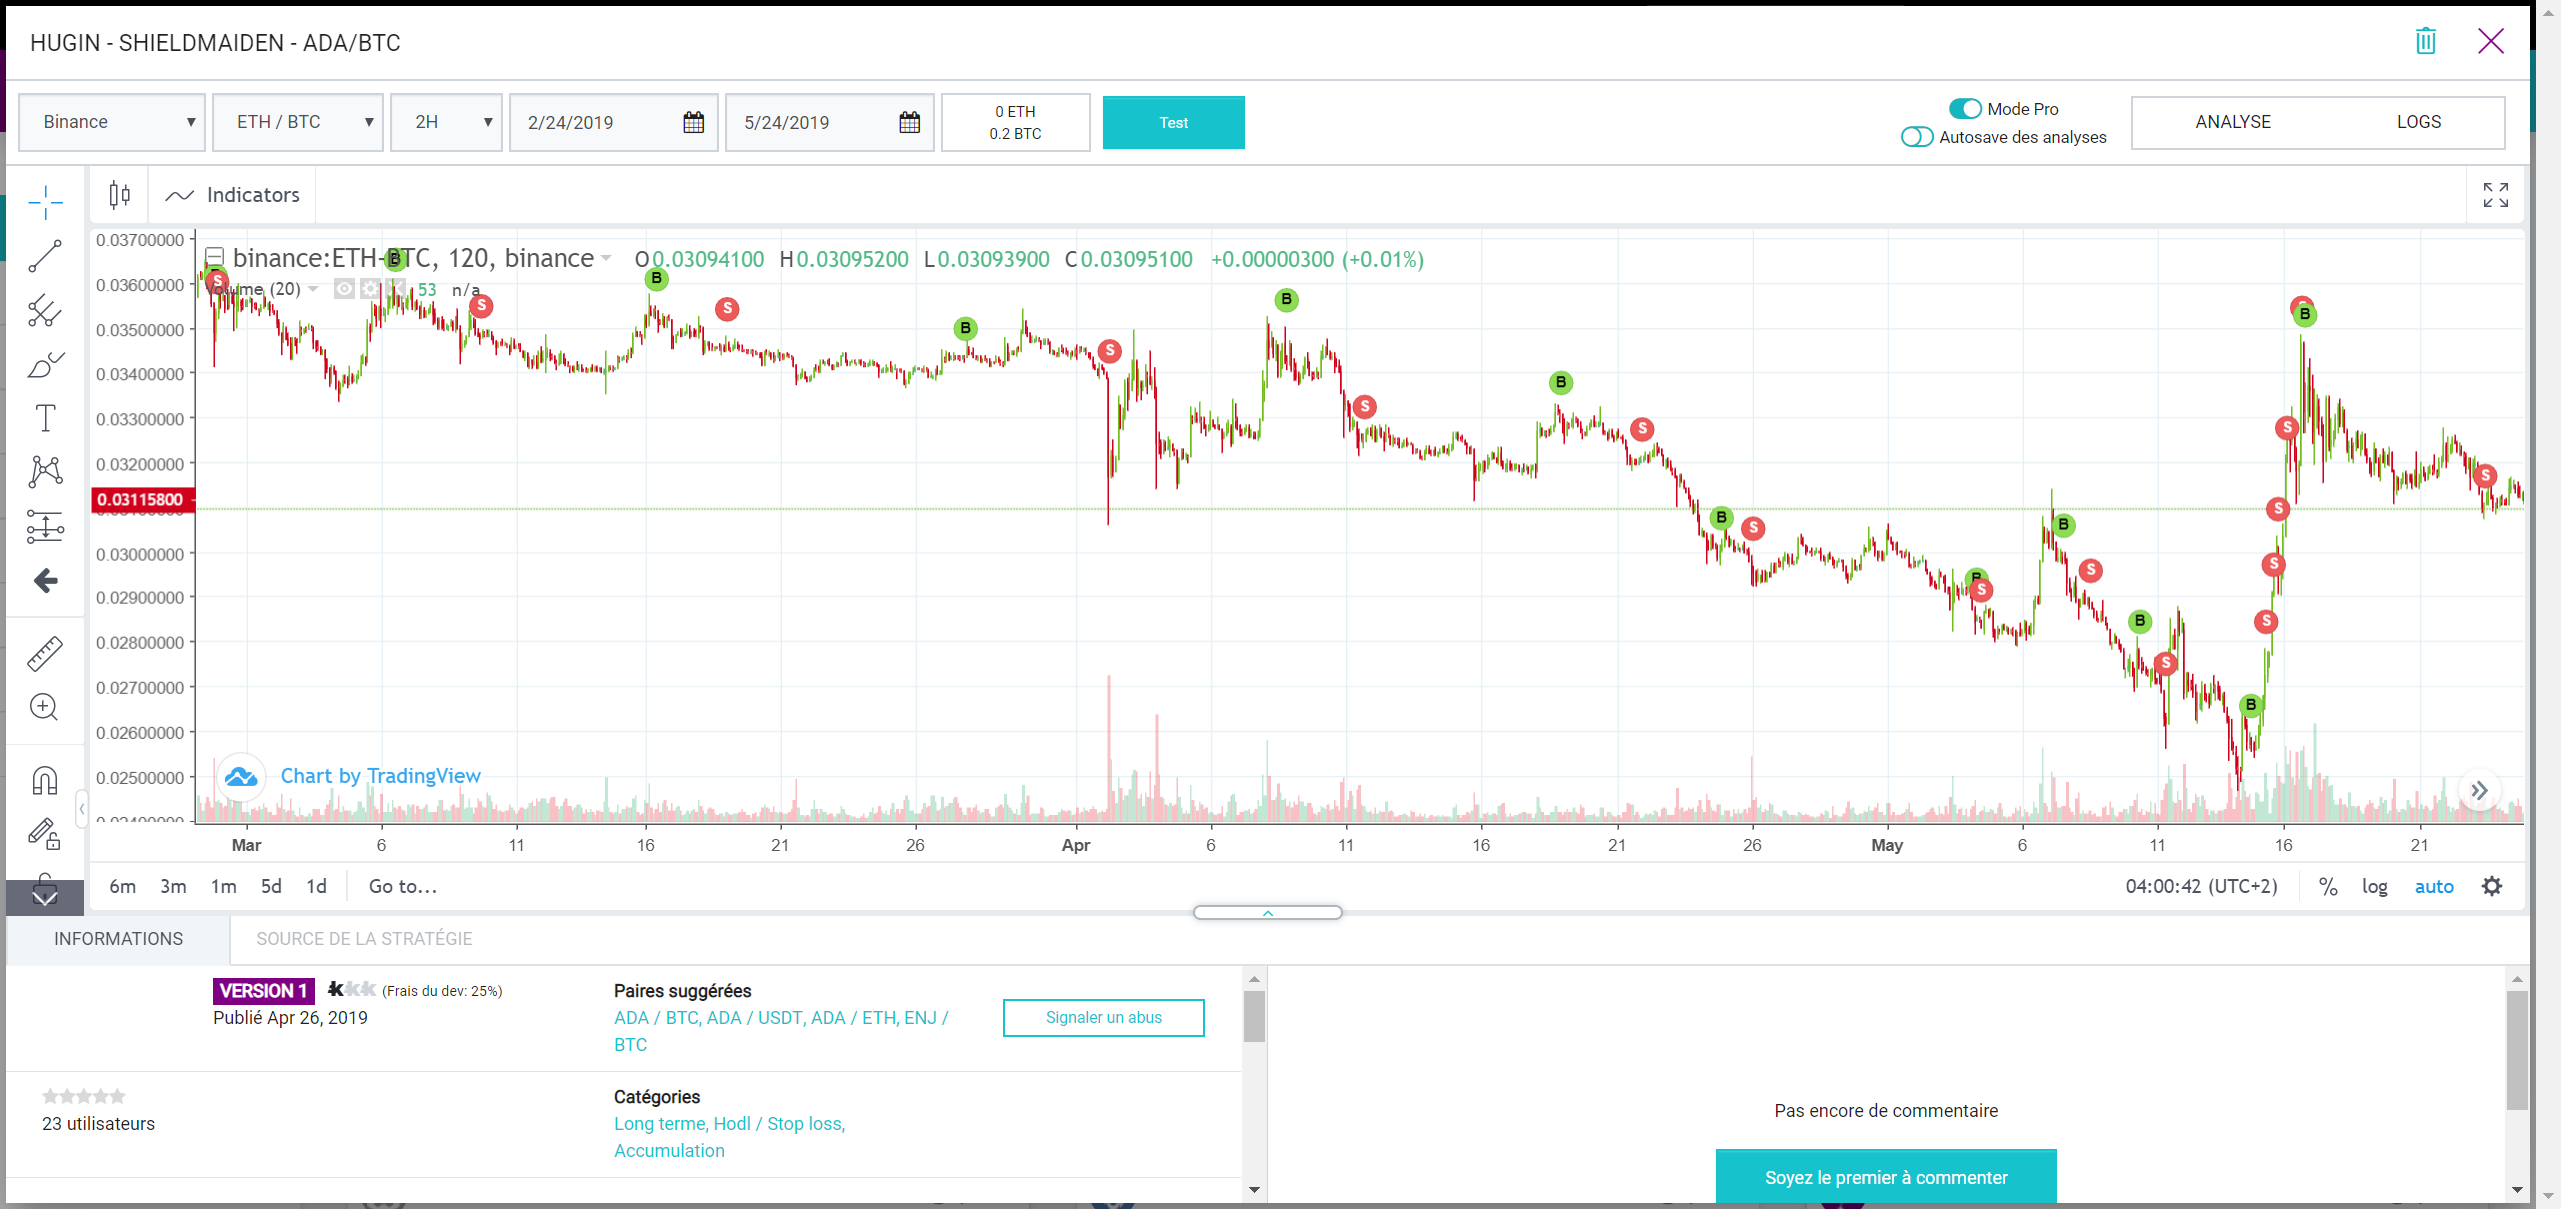 HUGIN - SHIELDMAIDEN - ADA/BTC
Binance
ETH / BTC
2H
2/24/2019
5/24/2019
0 ETH
0.2 BTC
Test
Mode Pro
Autosave des analyses
ANALYSE
LOGS
Indicators
binance:ETH-BTC, 120, binance
O0.03094100 H0.03095200 L0.03093900 C0.03095100 +0.00000300 (+0.01%)
Volume (20) 53 n/a
0.03700000
0.03600000
0.03500000
0.03400000
0.03300000
0.03200000
0.03115800
0.03000000
0.02900000
0.02800000
0.02700000
0.02600000
0.02500000
S
B
S
B
S
B
S
B
S
B
S
B
S
B
S
B
S
B
S
B
S
S
S
S
B
S
Chart by TradingView
Mar 6 11 16 21 26 Apr 6 11 16 21 26 May 6 11 16 21
6m 3m 1m 5d 1d Go to...
04:00:42 (UTC+2) % log auto
INFORMATIONS
SOURCE DE LA STRATÉGIE
VERSION 1
(Frais du dev: 25%)
Publié Apr 26, 2019
Paires suggérées
ADA / BTC, ADA / USDT, ADA / ETH, ENJ /
BTC
Signaler un abus
23 utilisateurs
Catégories
Long terme, Hodl / Stop loss,
Accumulation
Pas encore de commentaire
Soyez le premier à commenter